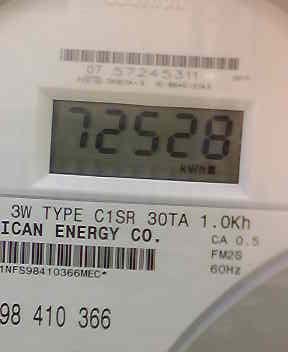 07 57245311
72528
kWh
3W TYPE C1SR 30TA 1.0Kh
ICAN ENERGY CO.
CA 0.5
FM2S
60Hz
1NFS98410366MEC*
98 410 366